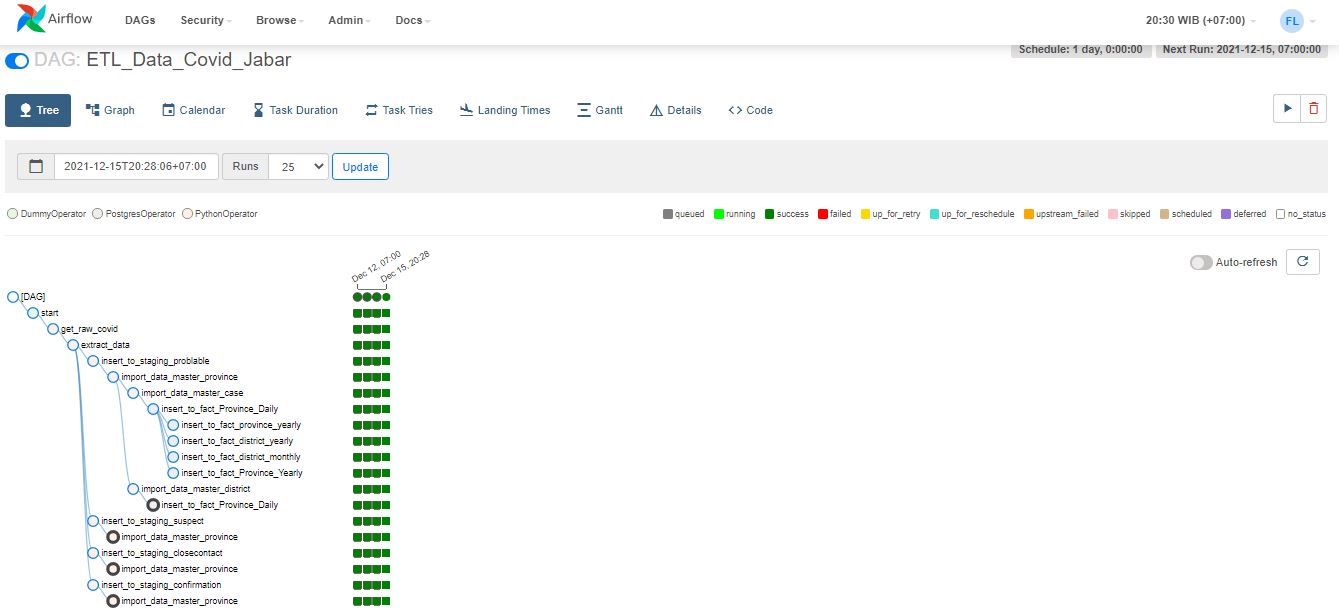 Airflow DAGs Security Browse Admin Docs 20:30 WIB (+07:00) FL
DAG: ETL_Data_Covid_Jabar Schedule: 1 day, 0:00:00 Next Run: 2021-12-15, 07:00:00
Tree Graph Calendar Task Duration Task Tries Landing Times Gantt Details Code
2021-12-15T20:28:06+07:00 Runs 25 Update
DummyOperator PostgresOperator PythonOperator queued running success failed up_for_retry up_for_reschedule upstream_failed skipped scheduled deferred no_status
Auto-refresh
Dec 12, 07:00
Dec 15, 20:28
[DAG]
start
get_raw_covid
extract_data
insert_to_staging_problable
import_data_master_province
import_data_master_case
insert_to_fact_Province_Daily
insert_to_fact_province_yearly
insert_to_fact_district_yearly
insert_to_fact_district_monthly
insert_to_fact_Province_Yearly
import_data_master_district
insert_to_fact_Province_Daily
insert_to_staging_suspect
import_data_master_province
insert_to_staging_closecontact
import_data_master_province
insert_to_staging_confirmation
import_data_master_province